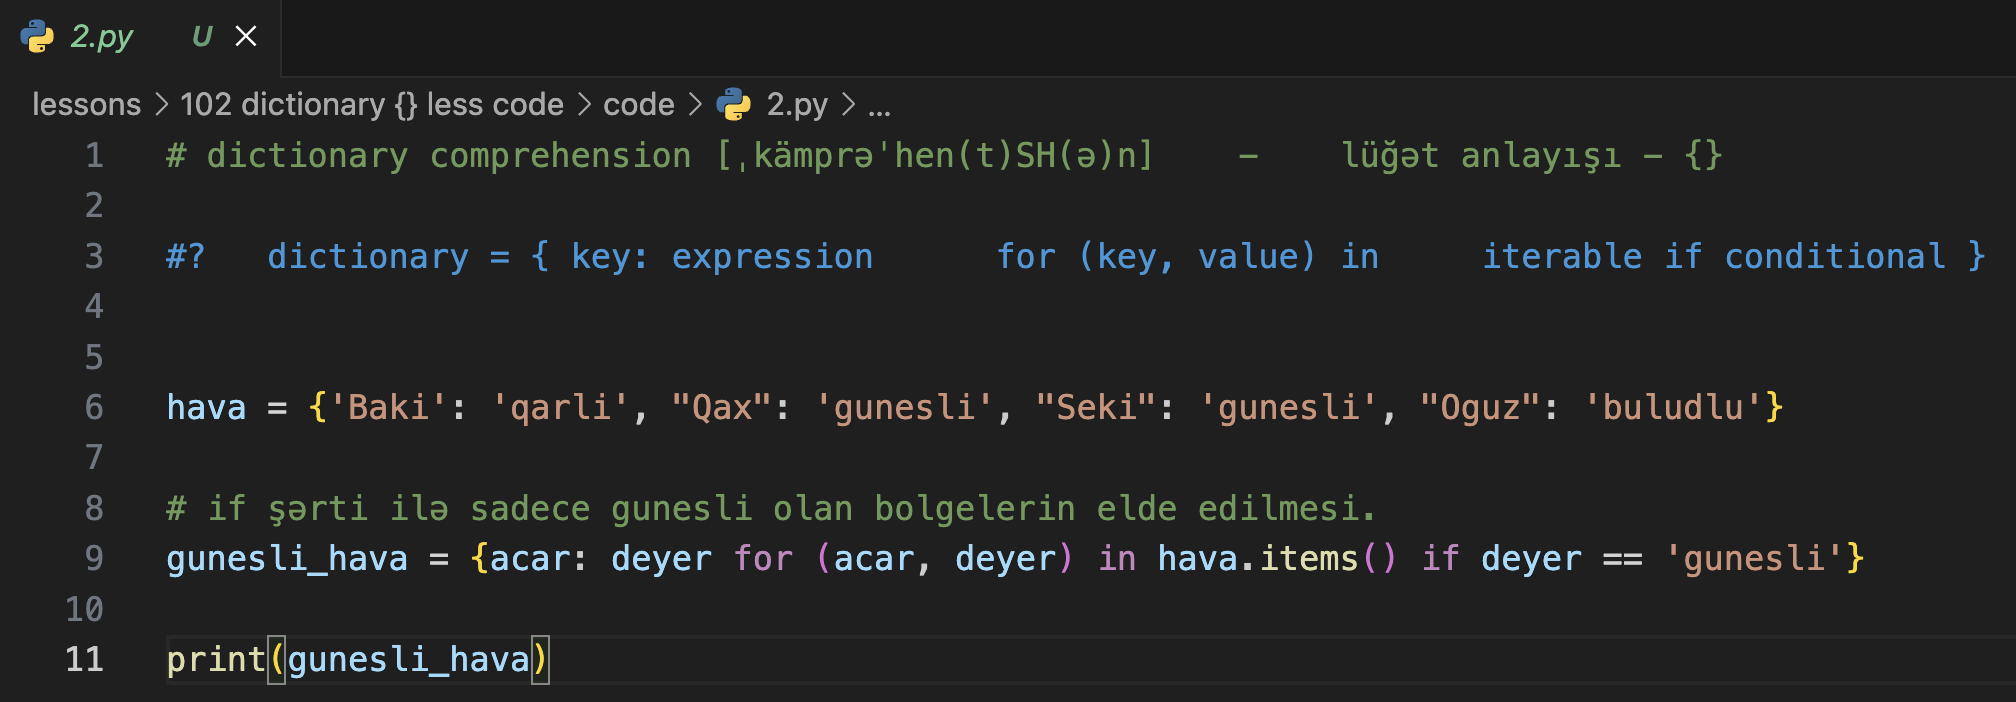 2.py U
lessons > 102 dictionary {} less code > code > 2.py > ...
1 # dictionary comprehension [ˌkämprəˈhen(t)SH(ə)n]    -    lüğət anlayışı - {}
2
3 #?   dictionary = { key: expression      for (key, value) in     iterable if conditional }
4
5
6 hava = {'Baki': 'qarli', "Qax": 'gunesli', "Seki": 'gunesli', "Oguz": 'buludlu'}
7
8 # if şərti ilə sadece gunesli olan bolgelerin elde edilmesi.
9 gunesli_hava = {acar: deyer for (acar, deyer) in hava.items() if deyer == 'gunesli'}
10
11 print(gunesli_hava)